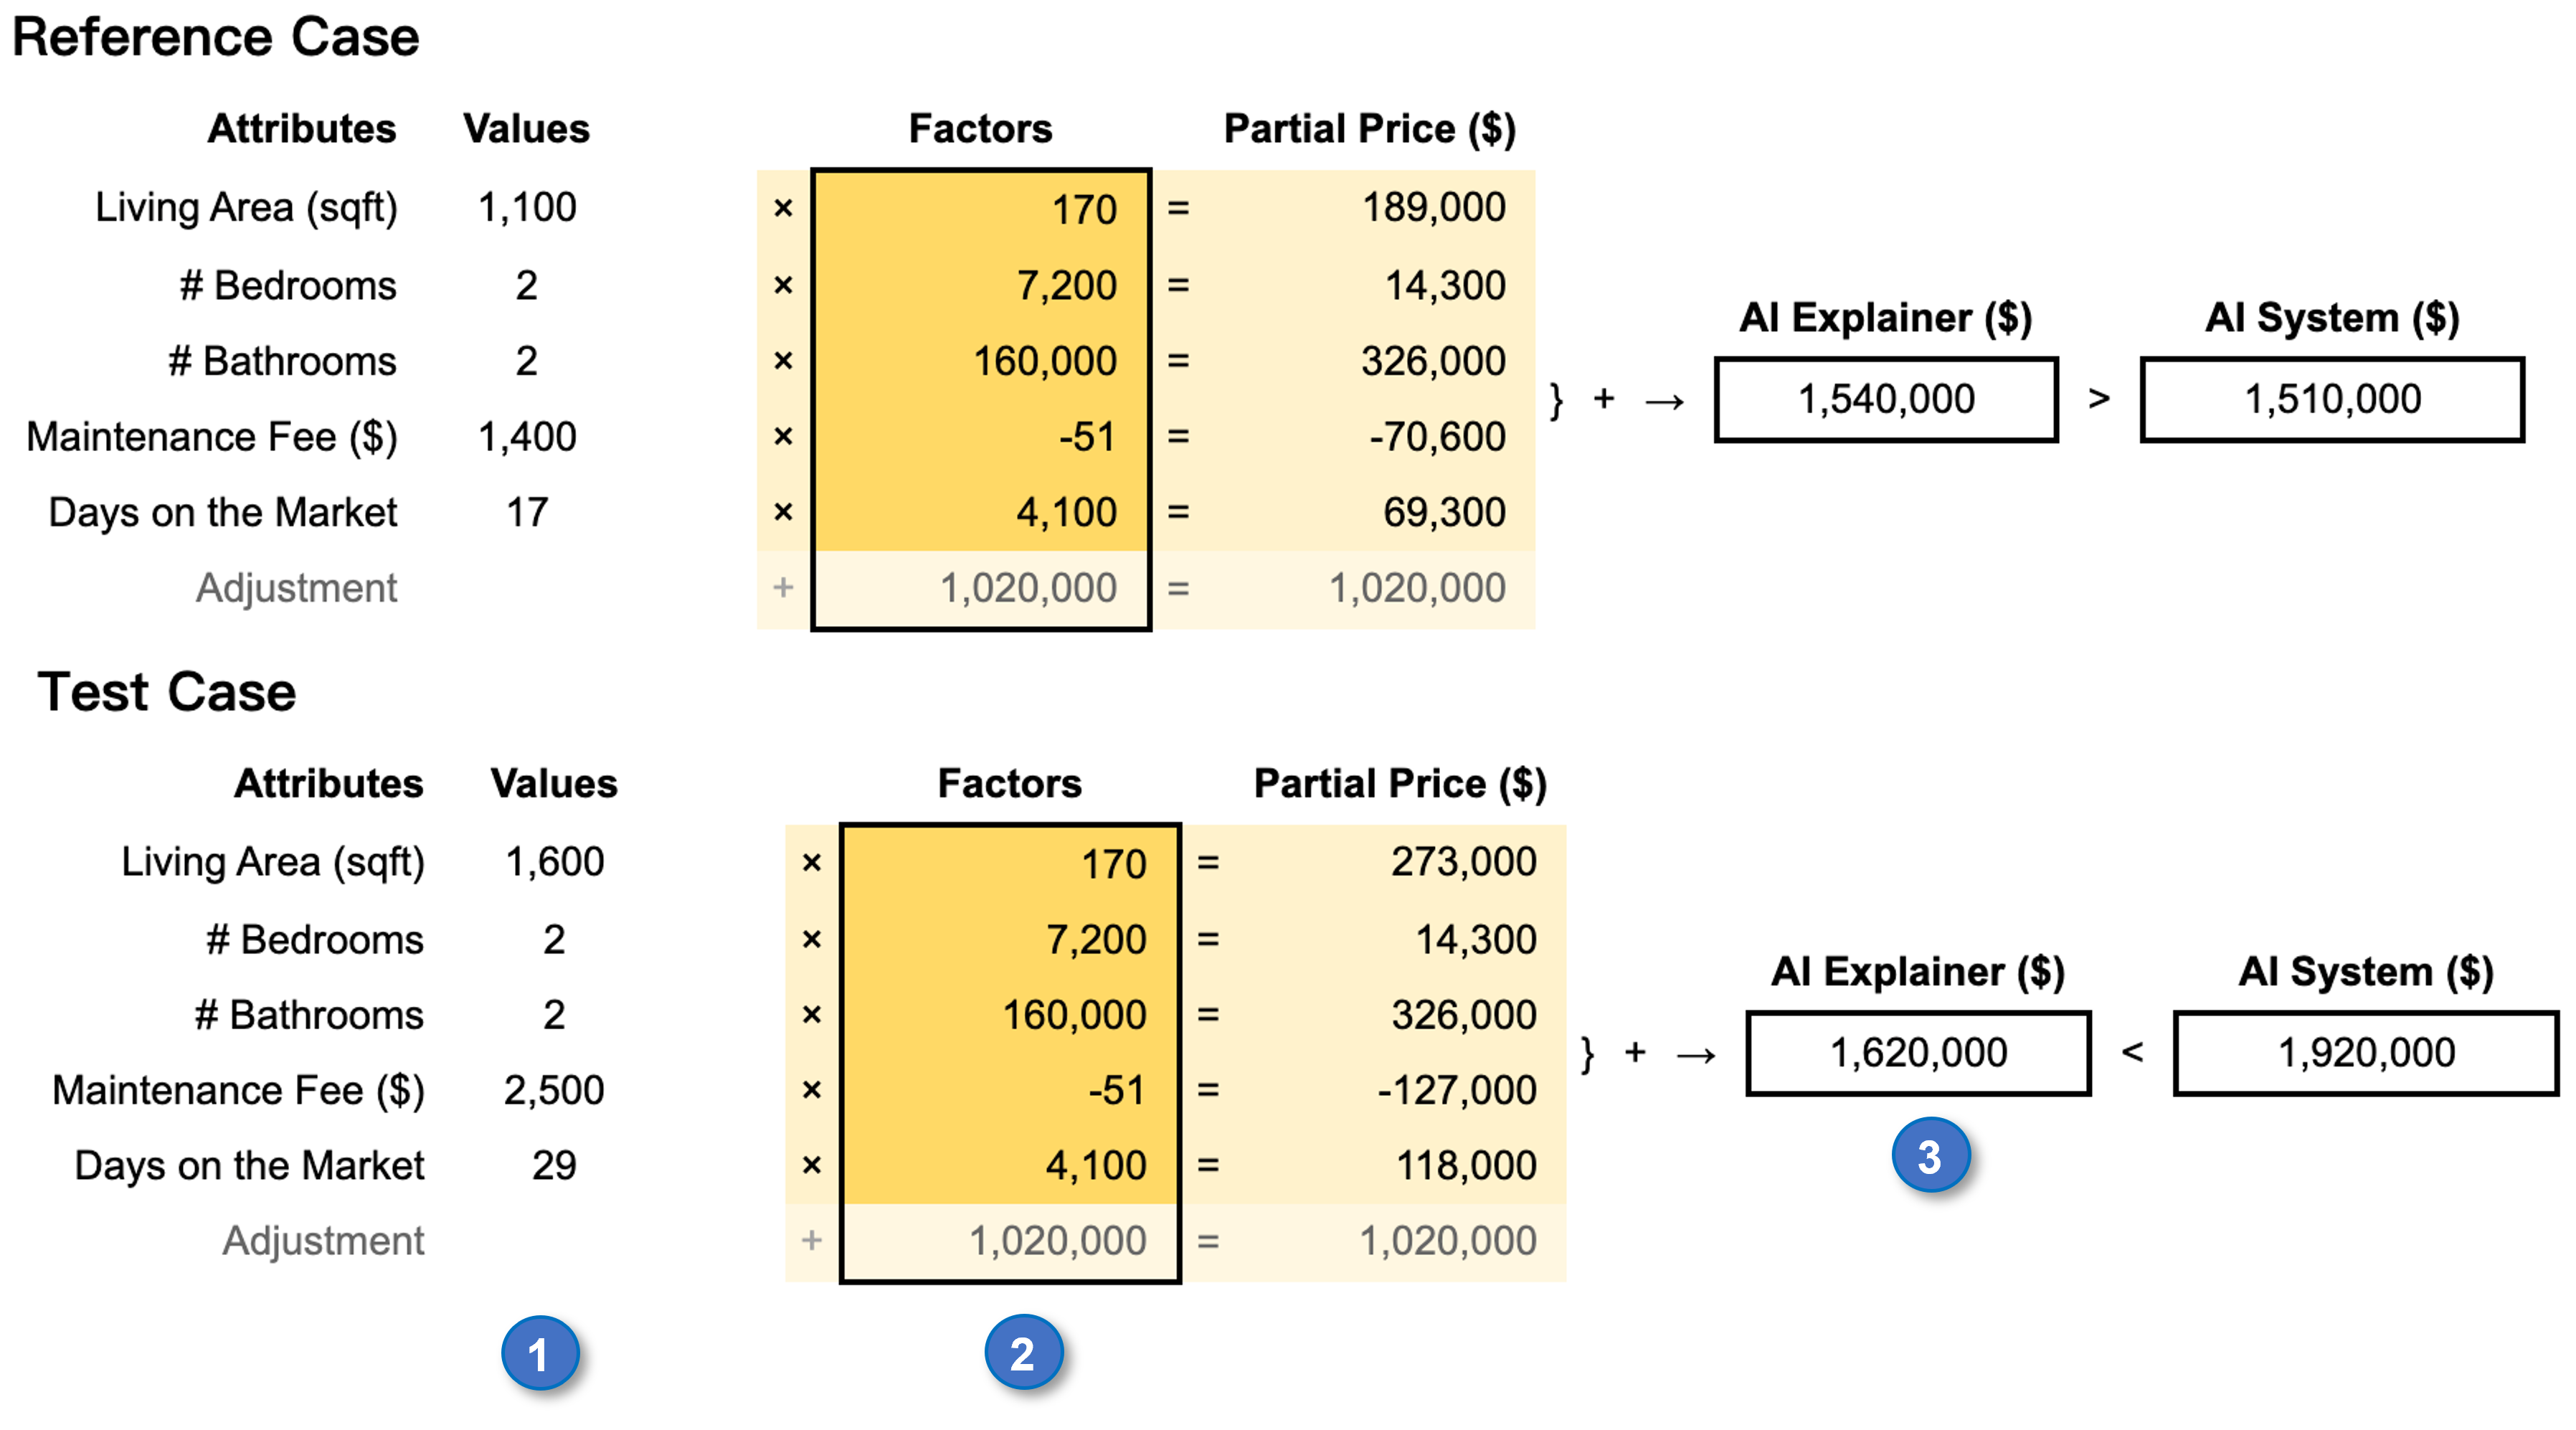 Reference Case
Attributes Values Factors Partial Price ($)
Living Area (sqft) 1,100 × 170 = 189,000
# Bedrooms 2 × 7,200 = 14,300
AI Explainer ($) AI System ($)
# Bathrooms 2 × 160,000 = 326,000
} + → 1,540,000 > 1,510,000
Maintenance Fee ($) 1,400 × -51 = -70,600
Days on the Market 17 × 4,100 = 69,300
Adjustment + 1,020,000 = 1,020,000
Test Case
Attributes Values Factors Partial Price ($)
Living Area (sqft) 1,600 × 170 = 273,000
# Bedrooms 2 × 7,200 = 14,300
AI Explainer ($) AI System ($)
# Bathrooms 2 × 160,000 = 326,000
} + → 1,620,000 < 1,920,000
Maintenance Fee ($) 2,500 × -51 = -127,000
Days on the Market 29 × 4,100 = 118,000
3
Adjustment + 1,020,000 = 1,020,000
1 2